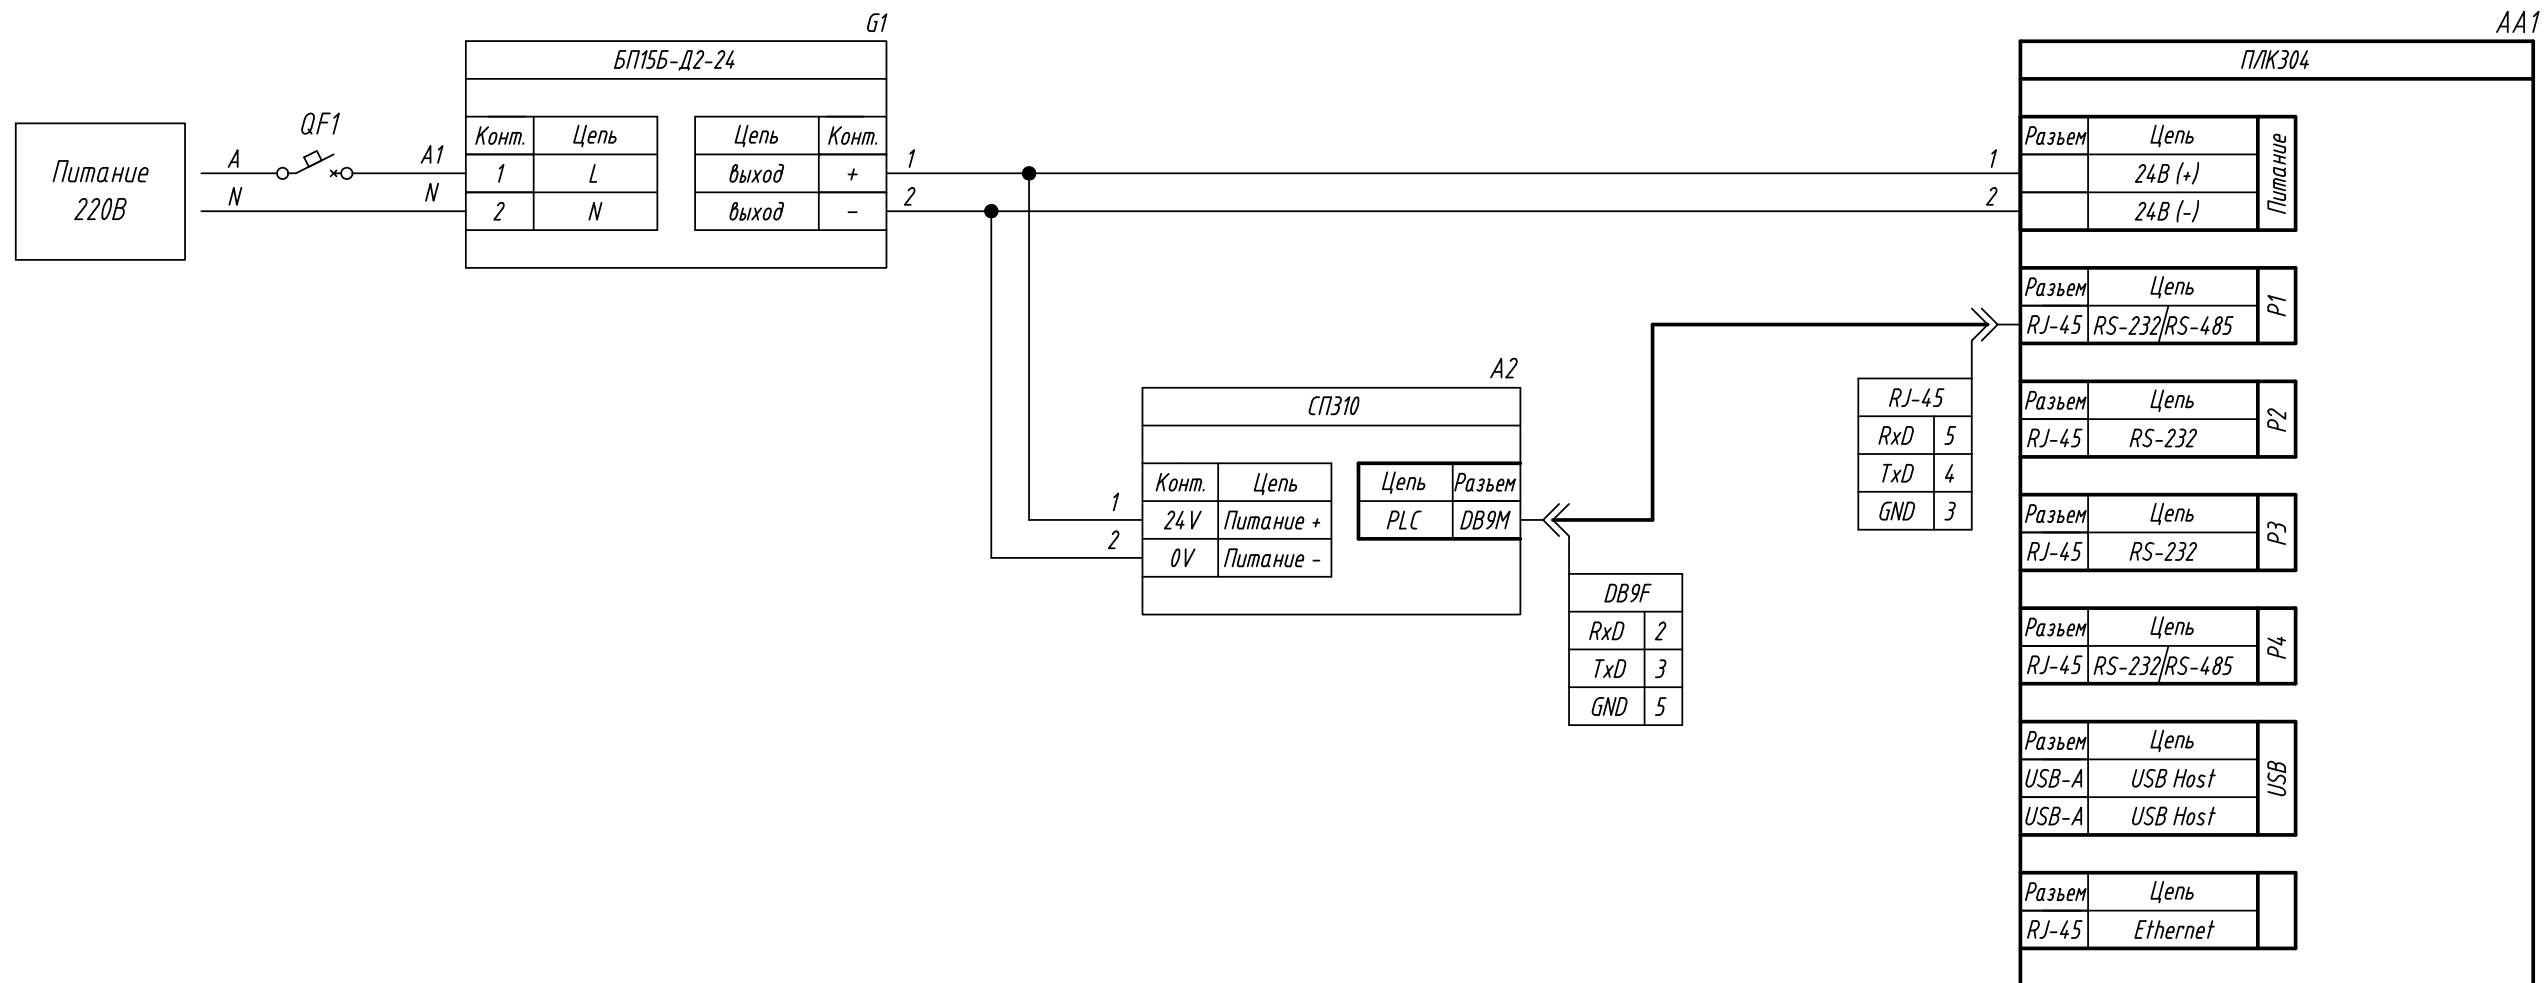 G1
БП15Б-Д2-24
Питание
220В
A
QF1
A1
N
N
Конт. Цепь
1 L
2 N
Цепь Конт.
выход +
выход -
1
2
A2
СП310
1
2
Конт. Цепь
24V Питание +
0V Питание -
Цепь Разъем
PLC DB9M
DB9F
RxD 2
TxD 3
GND 5
RJ-45
RxD 5
TxD 4
GND 3
AA1
ПЛК304
1
2
Разъем Цепь
24В (+)
24В (-)
Питание
Разъем Цепь
RJ-45 RS-232/RS-485
P1
Разъем Цепь
RJ-45 RS-232
P2
Разъем Цепь
RJ-45 RS-232
P3
Разъем Цепь
RJ-45 RS-232/RS-485
P4
Разъем Цепь
USB-A USB Host
USB-A USB Host
USB
Разъем Цепь
RJ-45 Ethernet